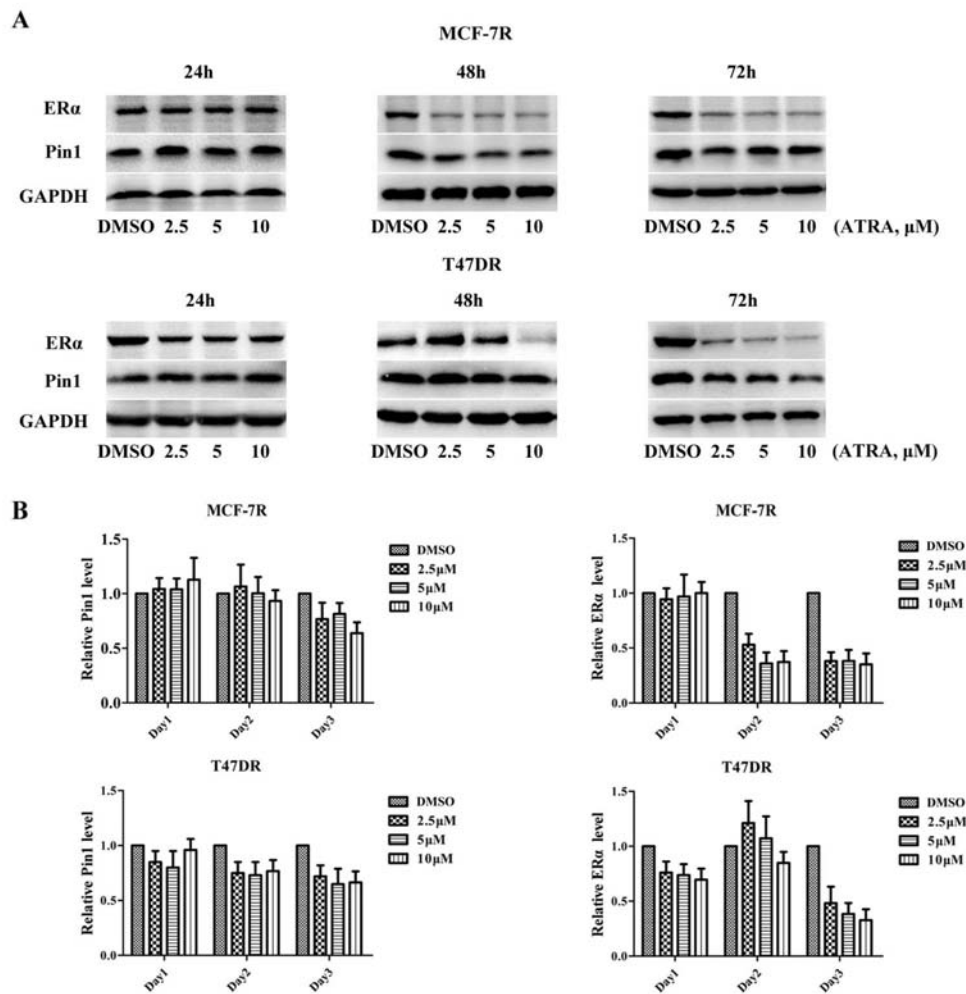 A
MCF-7R
24h 48h 72h
ERα
Pin1
GAPDH
DMSO 2.5 5 10 DMSO 2.5 5 10 DMSO 2.5 5 10 (ATRA, μM)
T47DR
24h 48h 72h
ERα
Pin1
GAPDH
DMSO 2.5 5 10 DMSO 2.5 5 10 DMSO 2.5 5 10 (ATRA, μM)
B
MCF-7R
Relative Pin1 level
1.5
1.0
0.5
0.0
Day1 Day2 Day3
DMSO
2.5μM
5μM
10μM
MCF-7R
Relative ERα level
1.5
1.0
0.5
0.0
Day1 Day2 Day3
DMSO
2.5μM
5μM
10μM
T47DR
Relative Pin1 level
1.5
1.0
0.5
0.0
Day1 Day2 Day3
DMSO
2.5μM
5μM
10μM
T47DR
Relative ERα level
1.5
1.0
0.5
0.0
Day1 Day2 Day3
DMSO
2.5μM
5μM
10μM